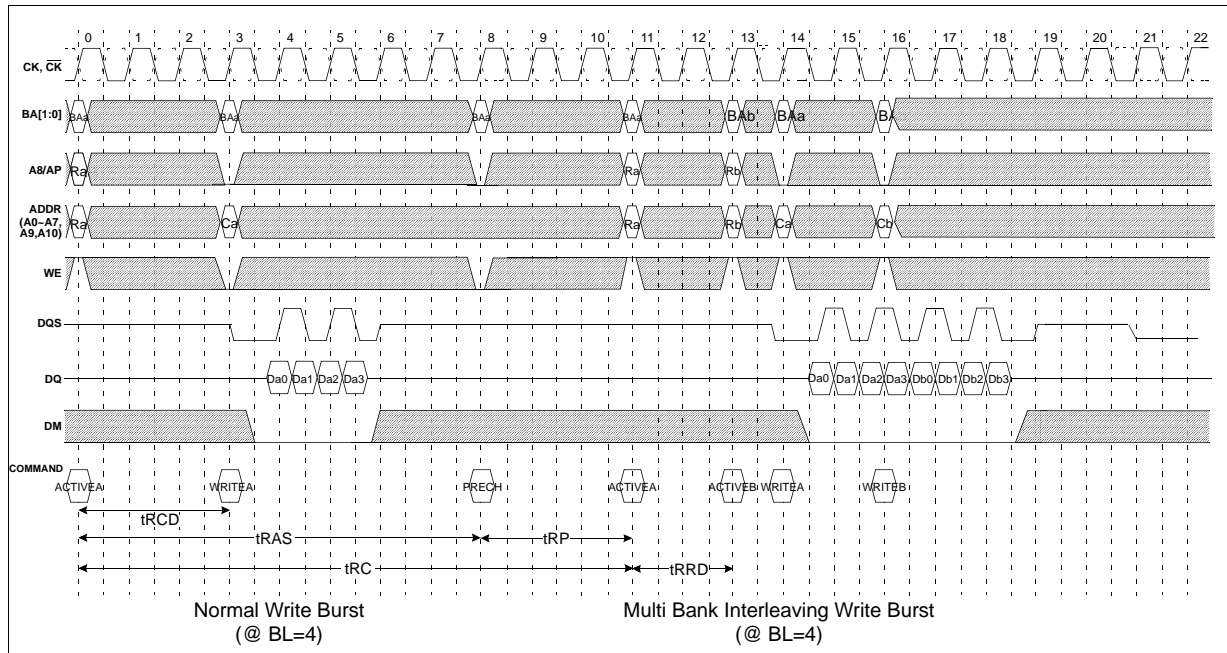 0 1 2 3 4 5 6 7 8 9 10 11 12 13 14 15 16 17 18 19 20 21 22
CK, CK
BA[1:0] BAa BAa BAa BAa BAb BAa BA
A8/AP Ra Ra Rb
ADDR
(A0~A7,
A9,A10)
Ra Ca Ra Rb Ca Cb
WE
DQS
DQ Da0 Da1 Da2 Da3 Da0 Da1 Da2 Da3 Db0 Db1 Db2 Db3
DM
COMMAND
ACTIVEA WRITEA PRECH ACTIVEA ACTIVEB WRITEA WRITEB
tRCD
tRAS tRP
tRC tRRD
Normal Write Burst Multi Bank Interleaving Write Burst
(@ BL=4) (@ BL=4)